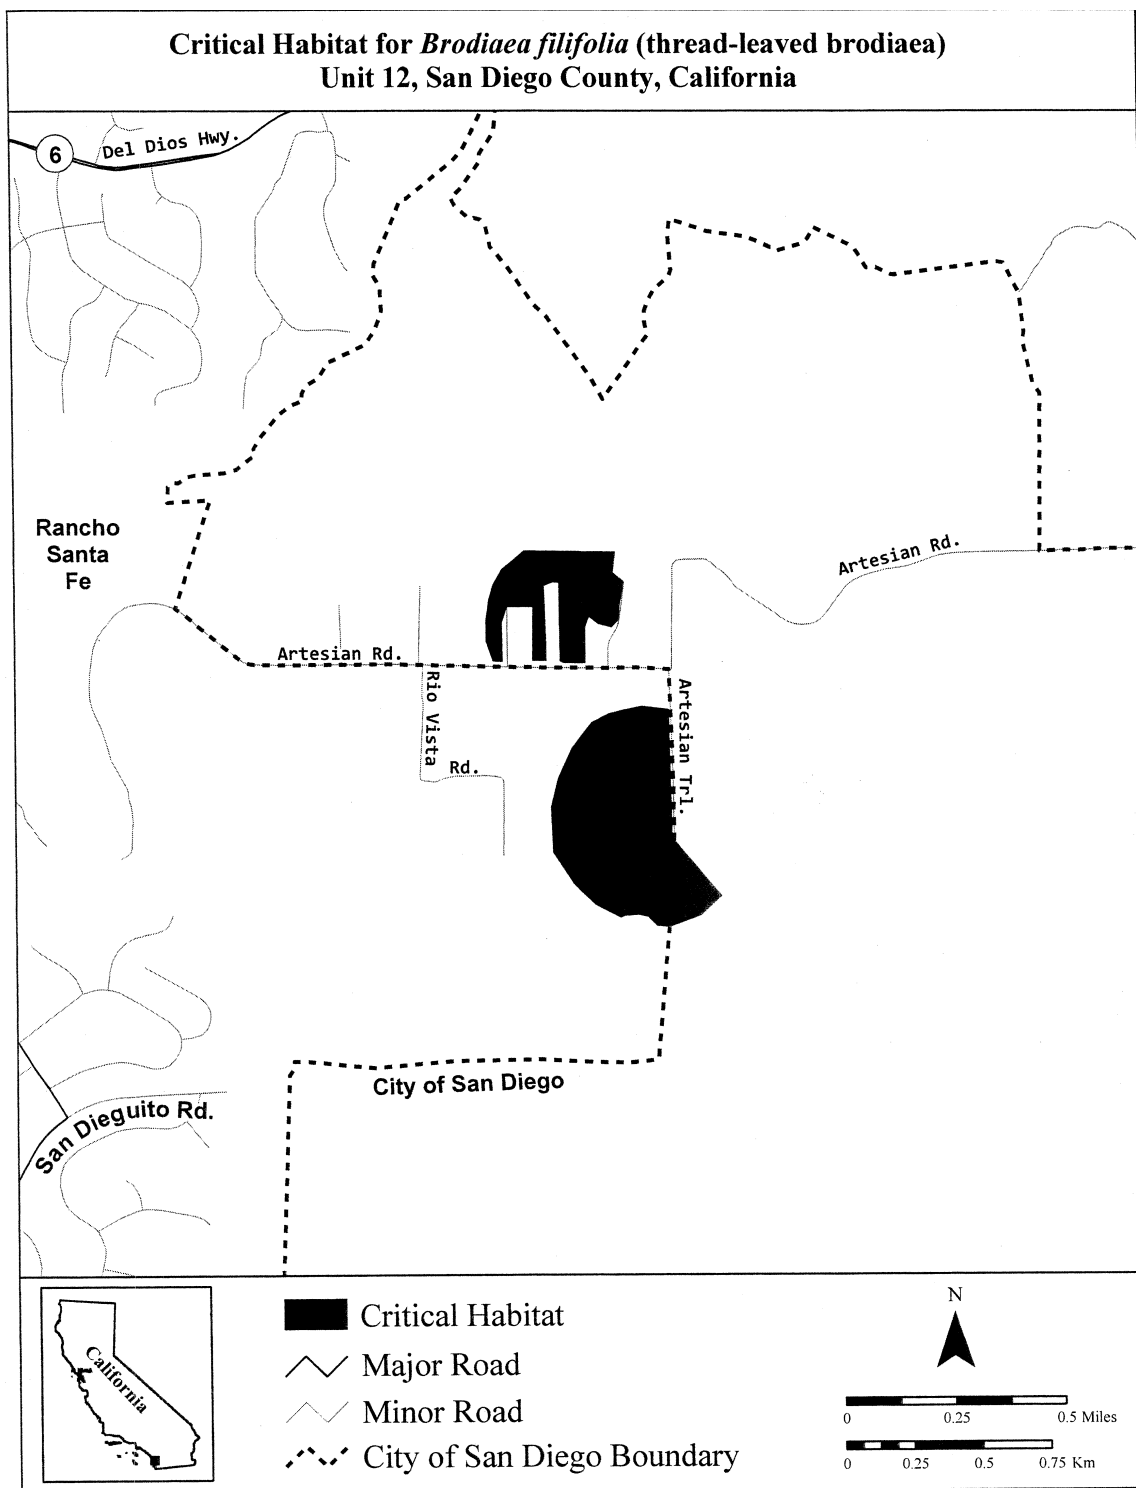 Critical Habitat for Brodiaea filifolia (thread-leaved brodiaea)
Unit 12, San Diego County, California
6
Del Dios Hwy.
Rancho
Santa
Fe
Artesian Rd.
Artesian Rd.
Rio Vista
Rd.
Artesian Trl.
City of San Diego
San Dieguito Rd.
California
Critical Habitat
Major Road
Minor Road
City of San Diego Boundary
N
0 0.25 0.5 Miles
0 0.25 0.5 0.75 Km